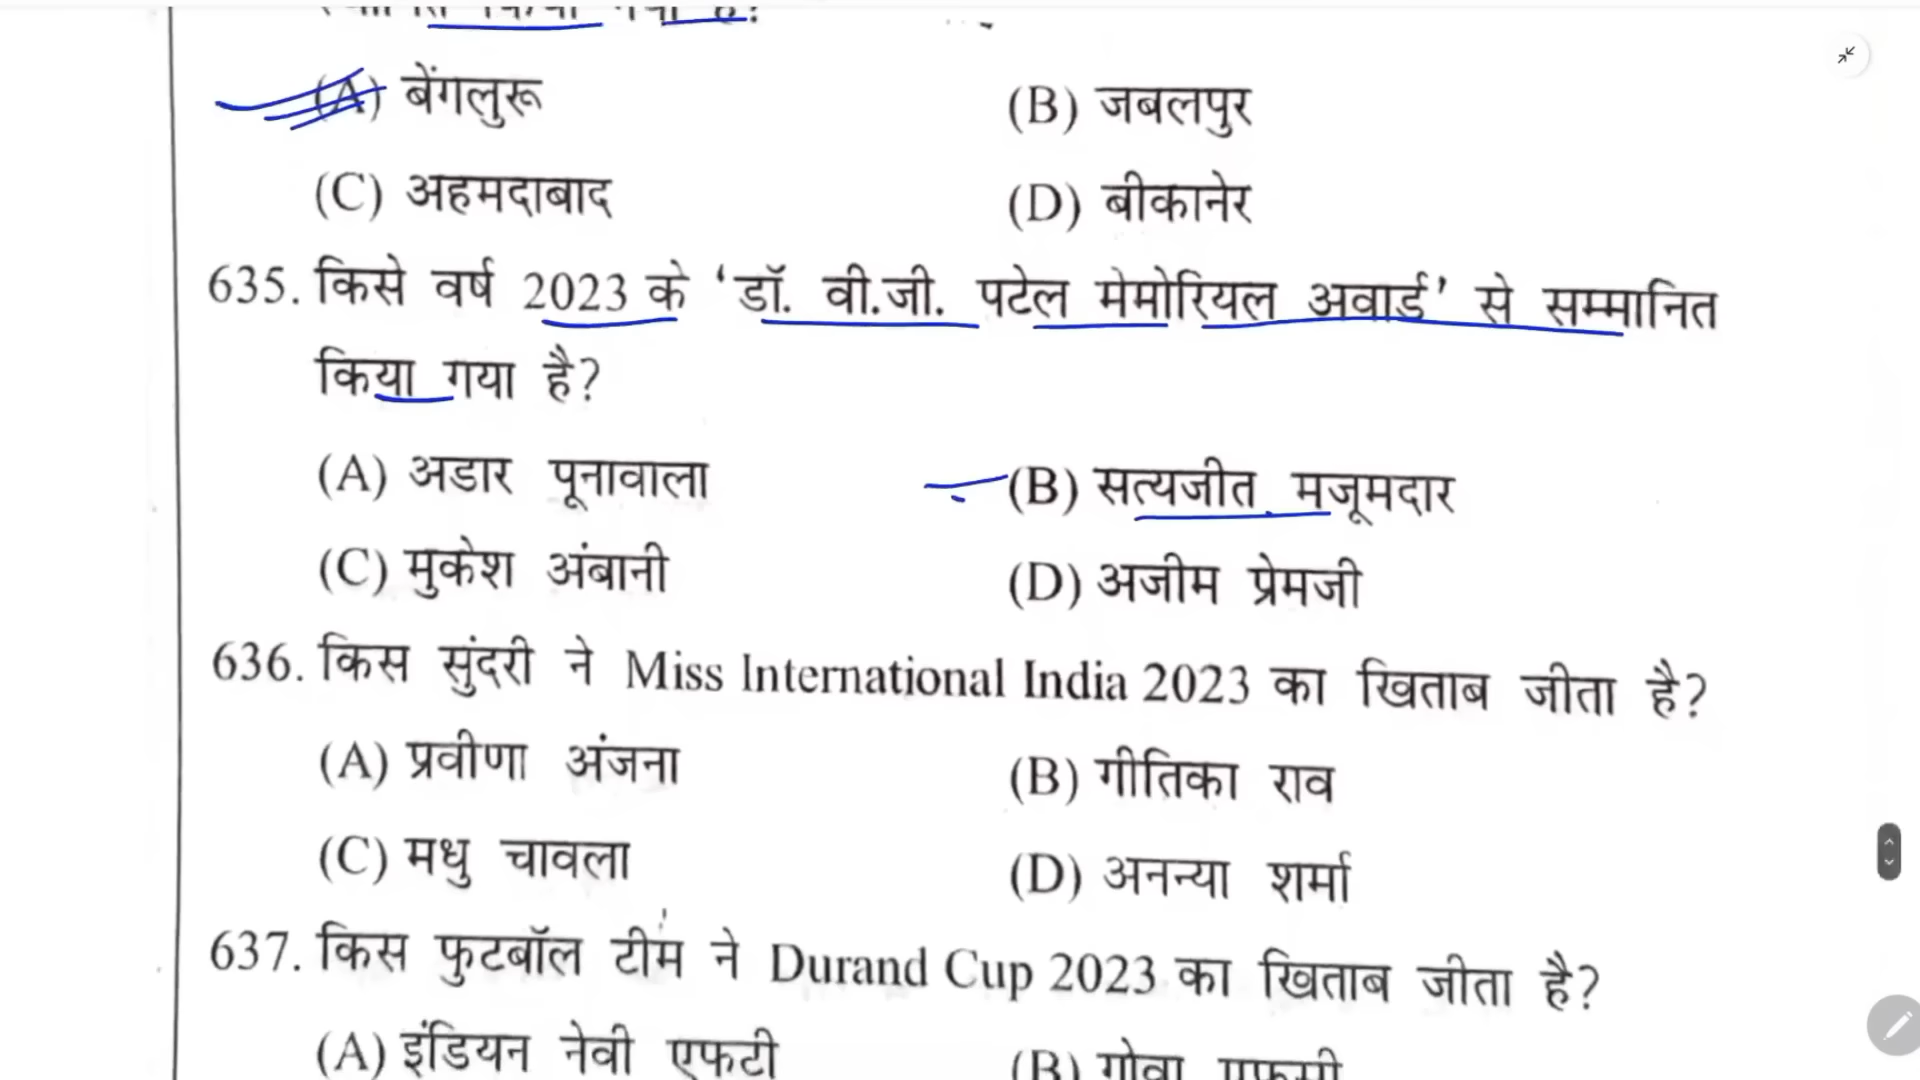 (A) बेंगलुरू (B) जबलपुर
(C) अहमदाबाद (D) बीकानेर
635. किसे वर्ष 2023 के ‘डॉ. वी.जी. पटेल मेमोरियल अवार्ड’ से सम्मानित
किया गया है?
(A) अडार पूनावाला (B) सत्यजीत मजूमदार
(C) मुकेश अंबानी (D) अजीम प्रेमजी
636. किस सुंदरी ने Miss International India 2023 का खिताब जीता है?
(A) प्रवीणा अंजना (B) गीतिका राव
(C) मधु चावला (D) अनन्या शर्मा
637. किस फुटबॉल टीम ने Durand Cup 2023 का खिताब जीता है?
(A) इंडियन नेवी एफटी (B) गोवा एफसी